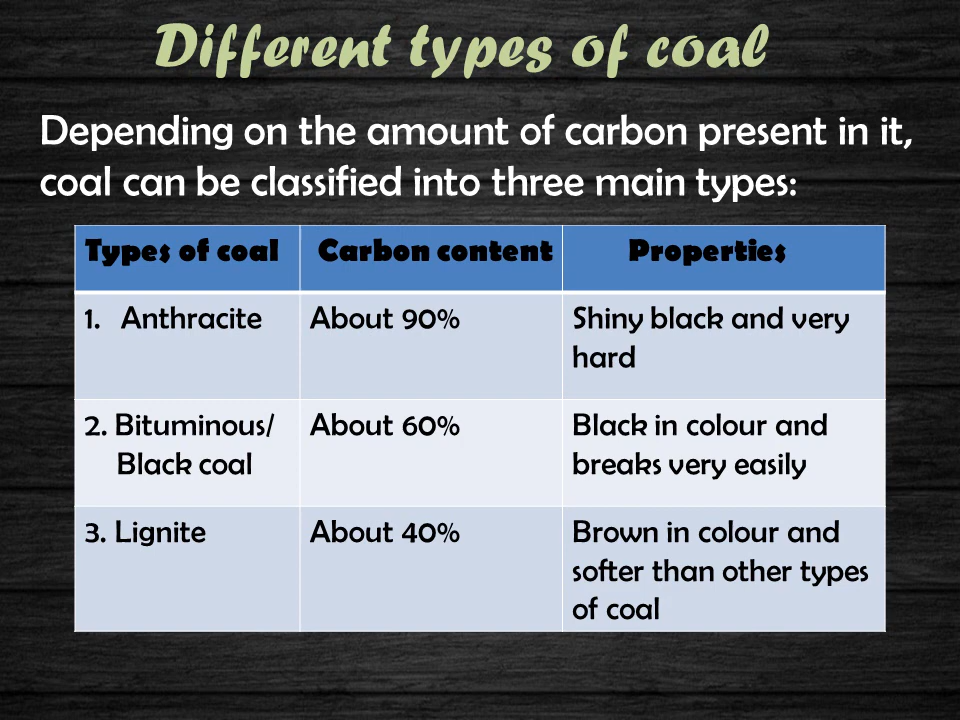 Different types of coal
Depending on the amount of carbon present in it,
coal can be classified into three main types:
Types of coal Carbon content Properties
1. Anthracite About 90% Shiny black and very
hard
2. Bituminous/ About 60% Black in colour and
Black coal breaks very easily
3. Lignite About 40% Brown in colour and
softer than other types
of coal